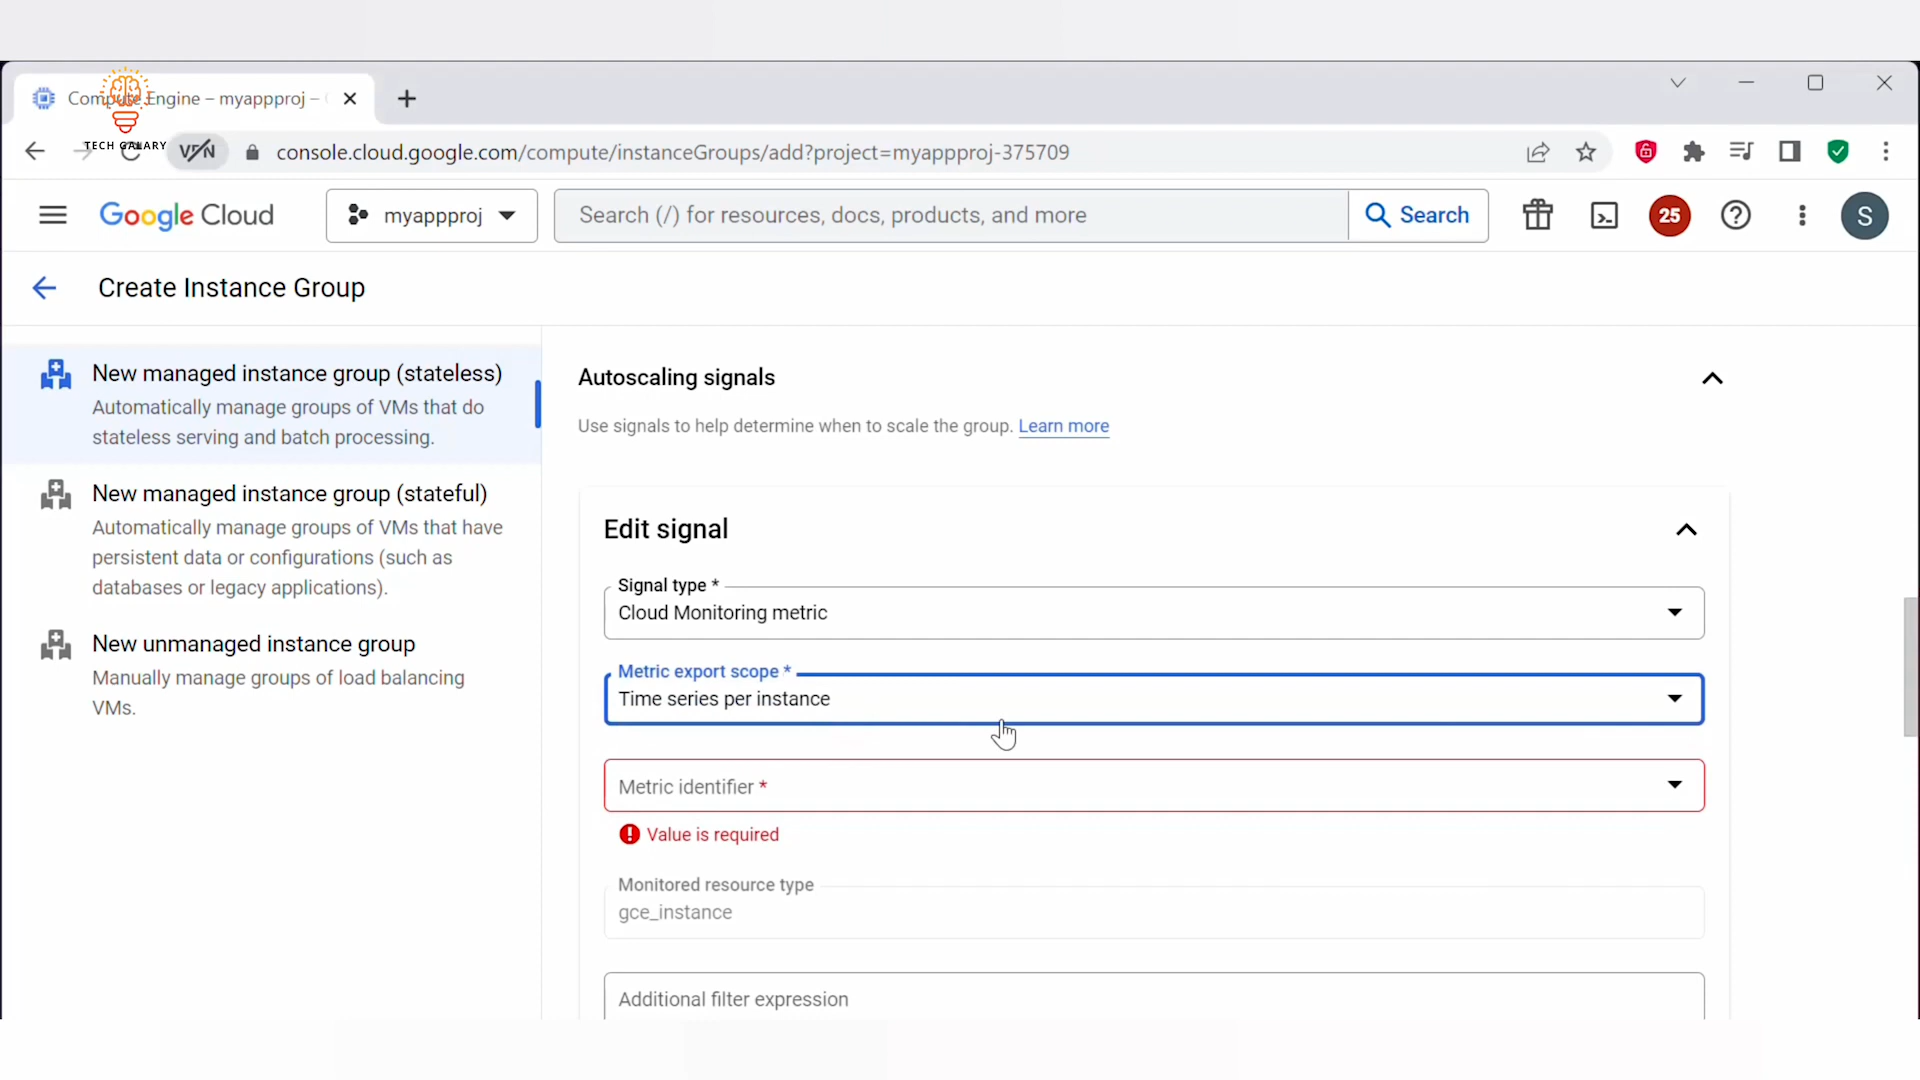 Compute Engine – myappproj –
TECH GALARY
VPN
console.cloud.google.com/compute/instanceGroups/add?project=myappproj-375709
Google Cloud
myappproj
Search (/) for resources, docs, products, and more
Search
25
S
Create Instance Group
New managed instance group (stateless)
Automatically manage groups of VMs that do
stateless serving and batch processing.
New managed instance group (stateful)
Automatically manage groups of VMs that have
persistent data or configurations (such as
databases or legacy applications).
New unmanaged instance group
Manually manage groups of load balancing
VMs.
Autoscaling signals
Use signals to help determine when to scale the group. Learn more
Edit signal
Signal type *
Cloud Monitoring metric
Metric export scope *
Time series per instance
Metric identifier *
Value is required
Monitored resource type
gce_instance
Additional filter expression